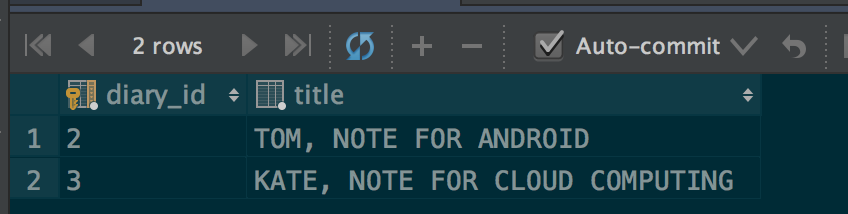 2 rows Auto-commit
diary_id title
1 2 TOM, NOTE FOR ANDROID
2 3 KATE, NOTE FOR CLOUD COMPUTING